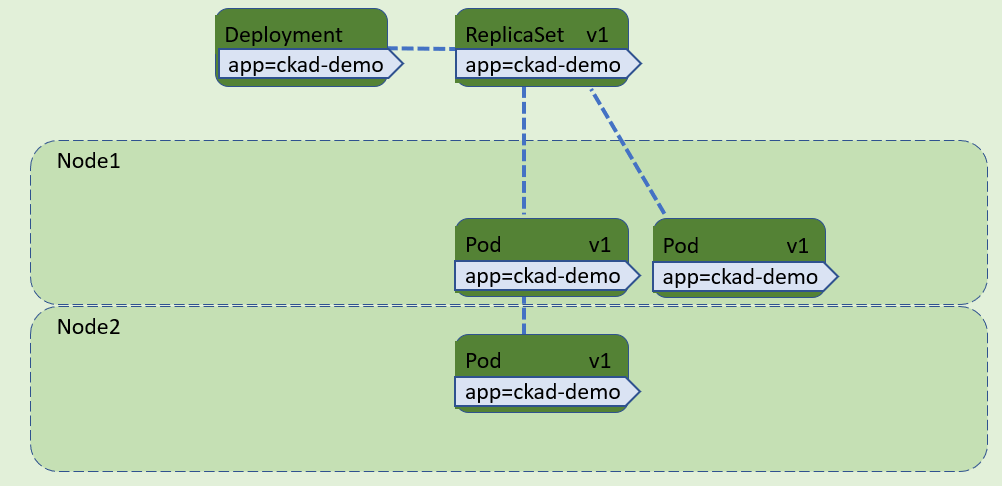 Deployment
app=ckad-demo
ReplicaSet v1
app=ckad-demo
Node1
Pod v1
app=ckad-demo
Pod v1
app=ckad-demo
Node2
Pod v1
app=ckad-demo